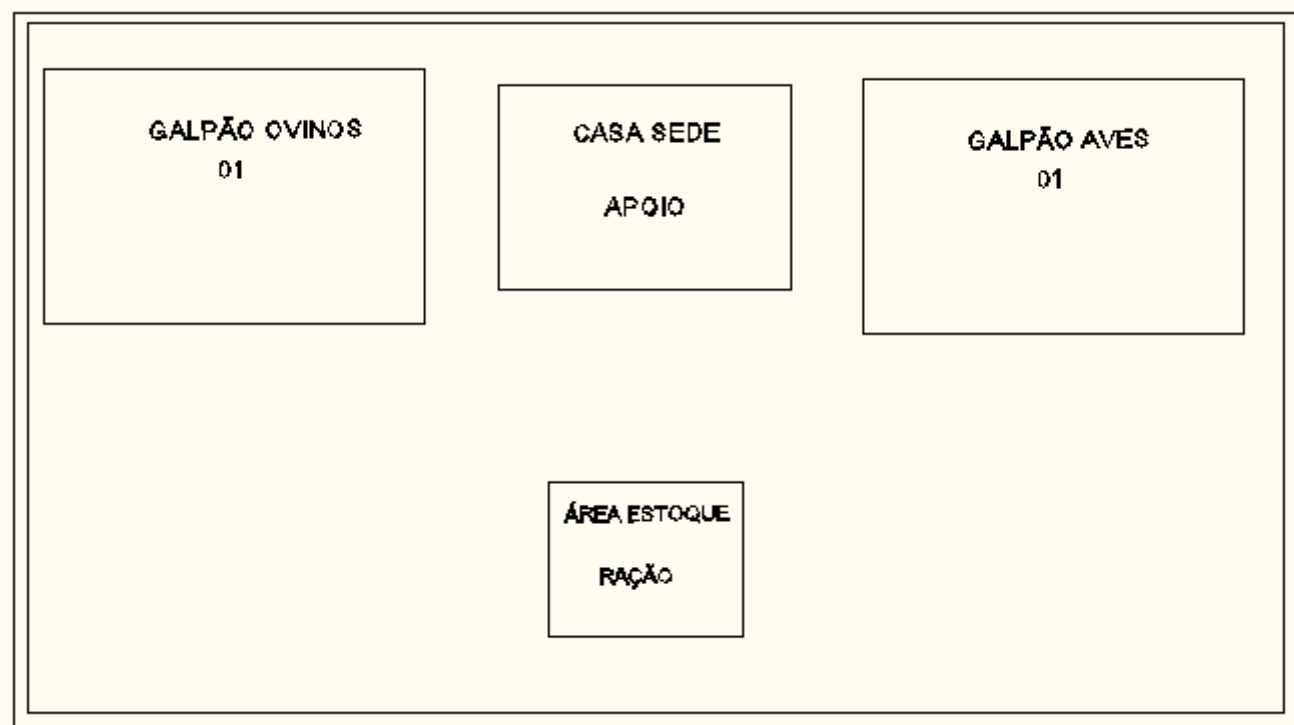 GALPÃO OVINOS
01
CASA SEDE
APOIO
GALPÃO AVES
01
ÁREA ESTOQUE
RAÇÃO